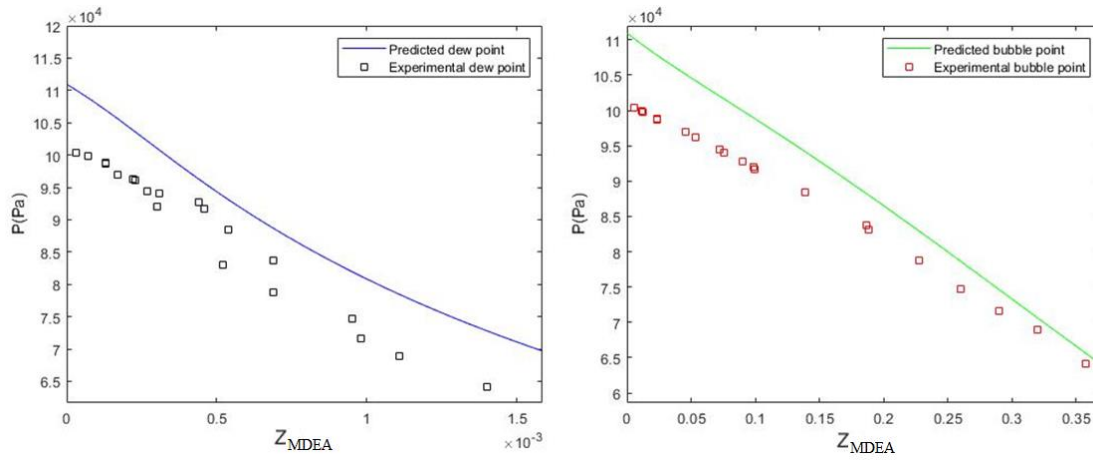 ×10⁴
12
11.5
11
10.5
10
9.5
9
8.5
8
7.5
7
6.5
P(Pa)
Predicted dew point
Experimental dew point
0 0.5 1 1.5
×10⁻³
Z_MDEA
×10⁴
11
10.5
10
9.5
9
8.5
8
7.5
7
6.5
6
P(Pa)
Predicted bubble point
Experimental bubble point
0 0.05 0.1 0.15 0.2 0.25 0.3 0.35
Z_MDEA